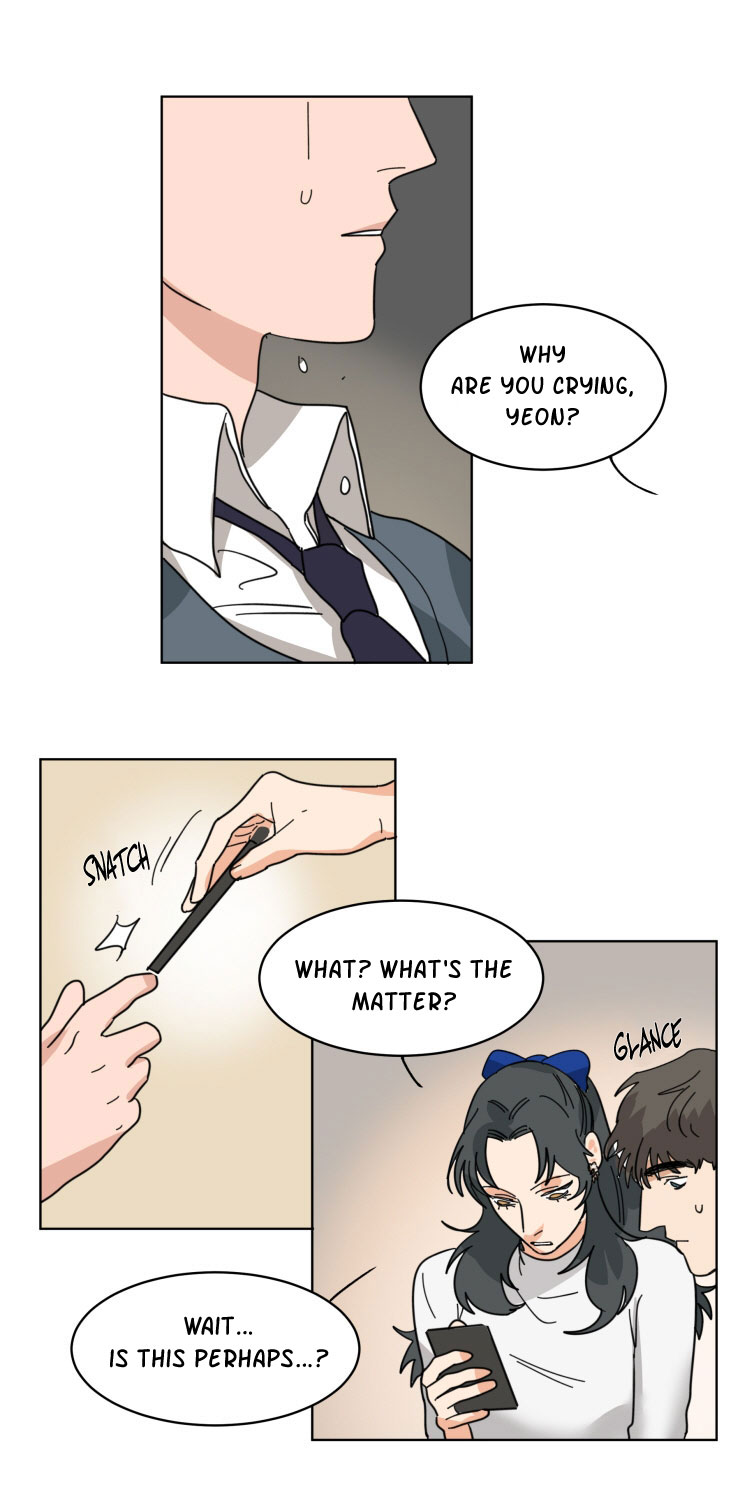 WHY
ARE YOU CRYING,
YEON?
SNATCH
WHAT? WHAT'S THE
MATTER?
GLANCE
WAIT...
IS THIS PERHAPS...?